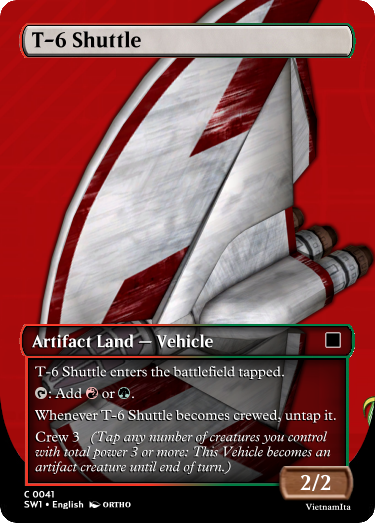 T-6 Shuttle
Artifact Land — Vehicle
T-6 Shuttle enters the battlefield tapped.
: Add or .
Whenever T-6 Shuttle becomes crewed, untap it.
Crew 3 (Tap any number of creatures you control
with total power 3 or more: This Vehicle becomes an
artifact creature until end of turn.)
2/2
C 0041
SW1 • English ORTHO
VietnamIta